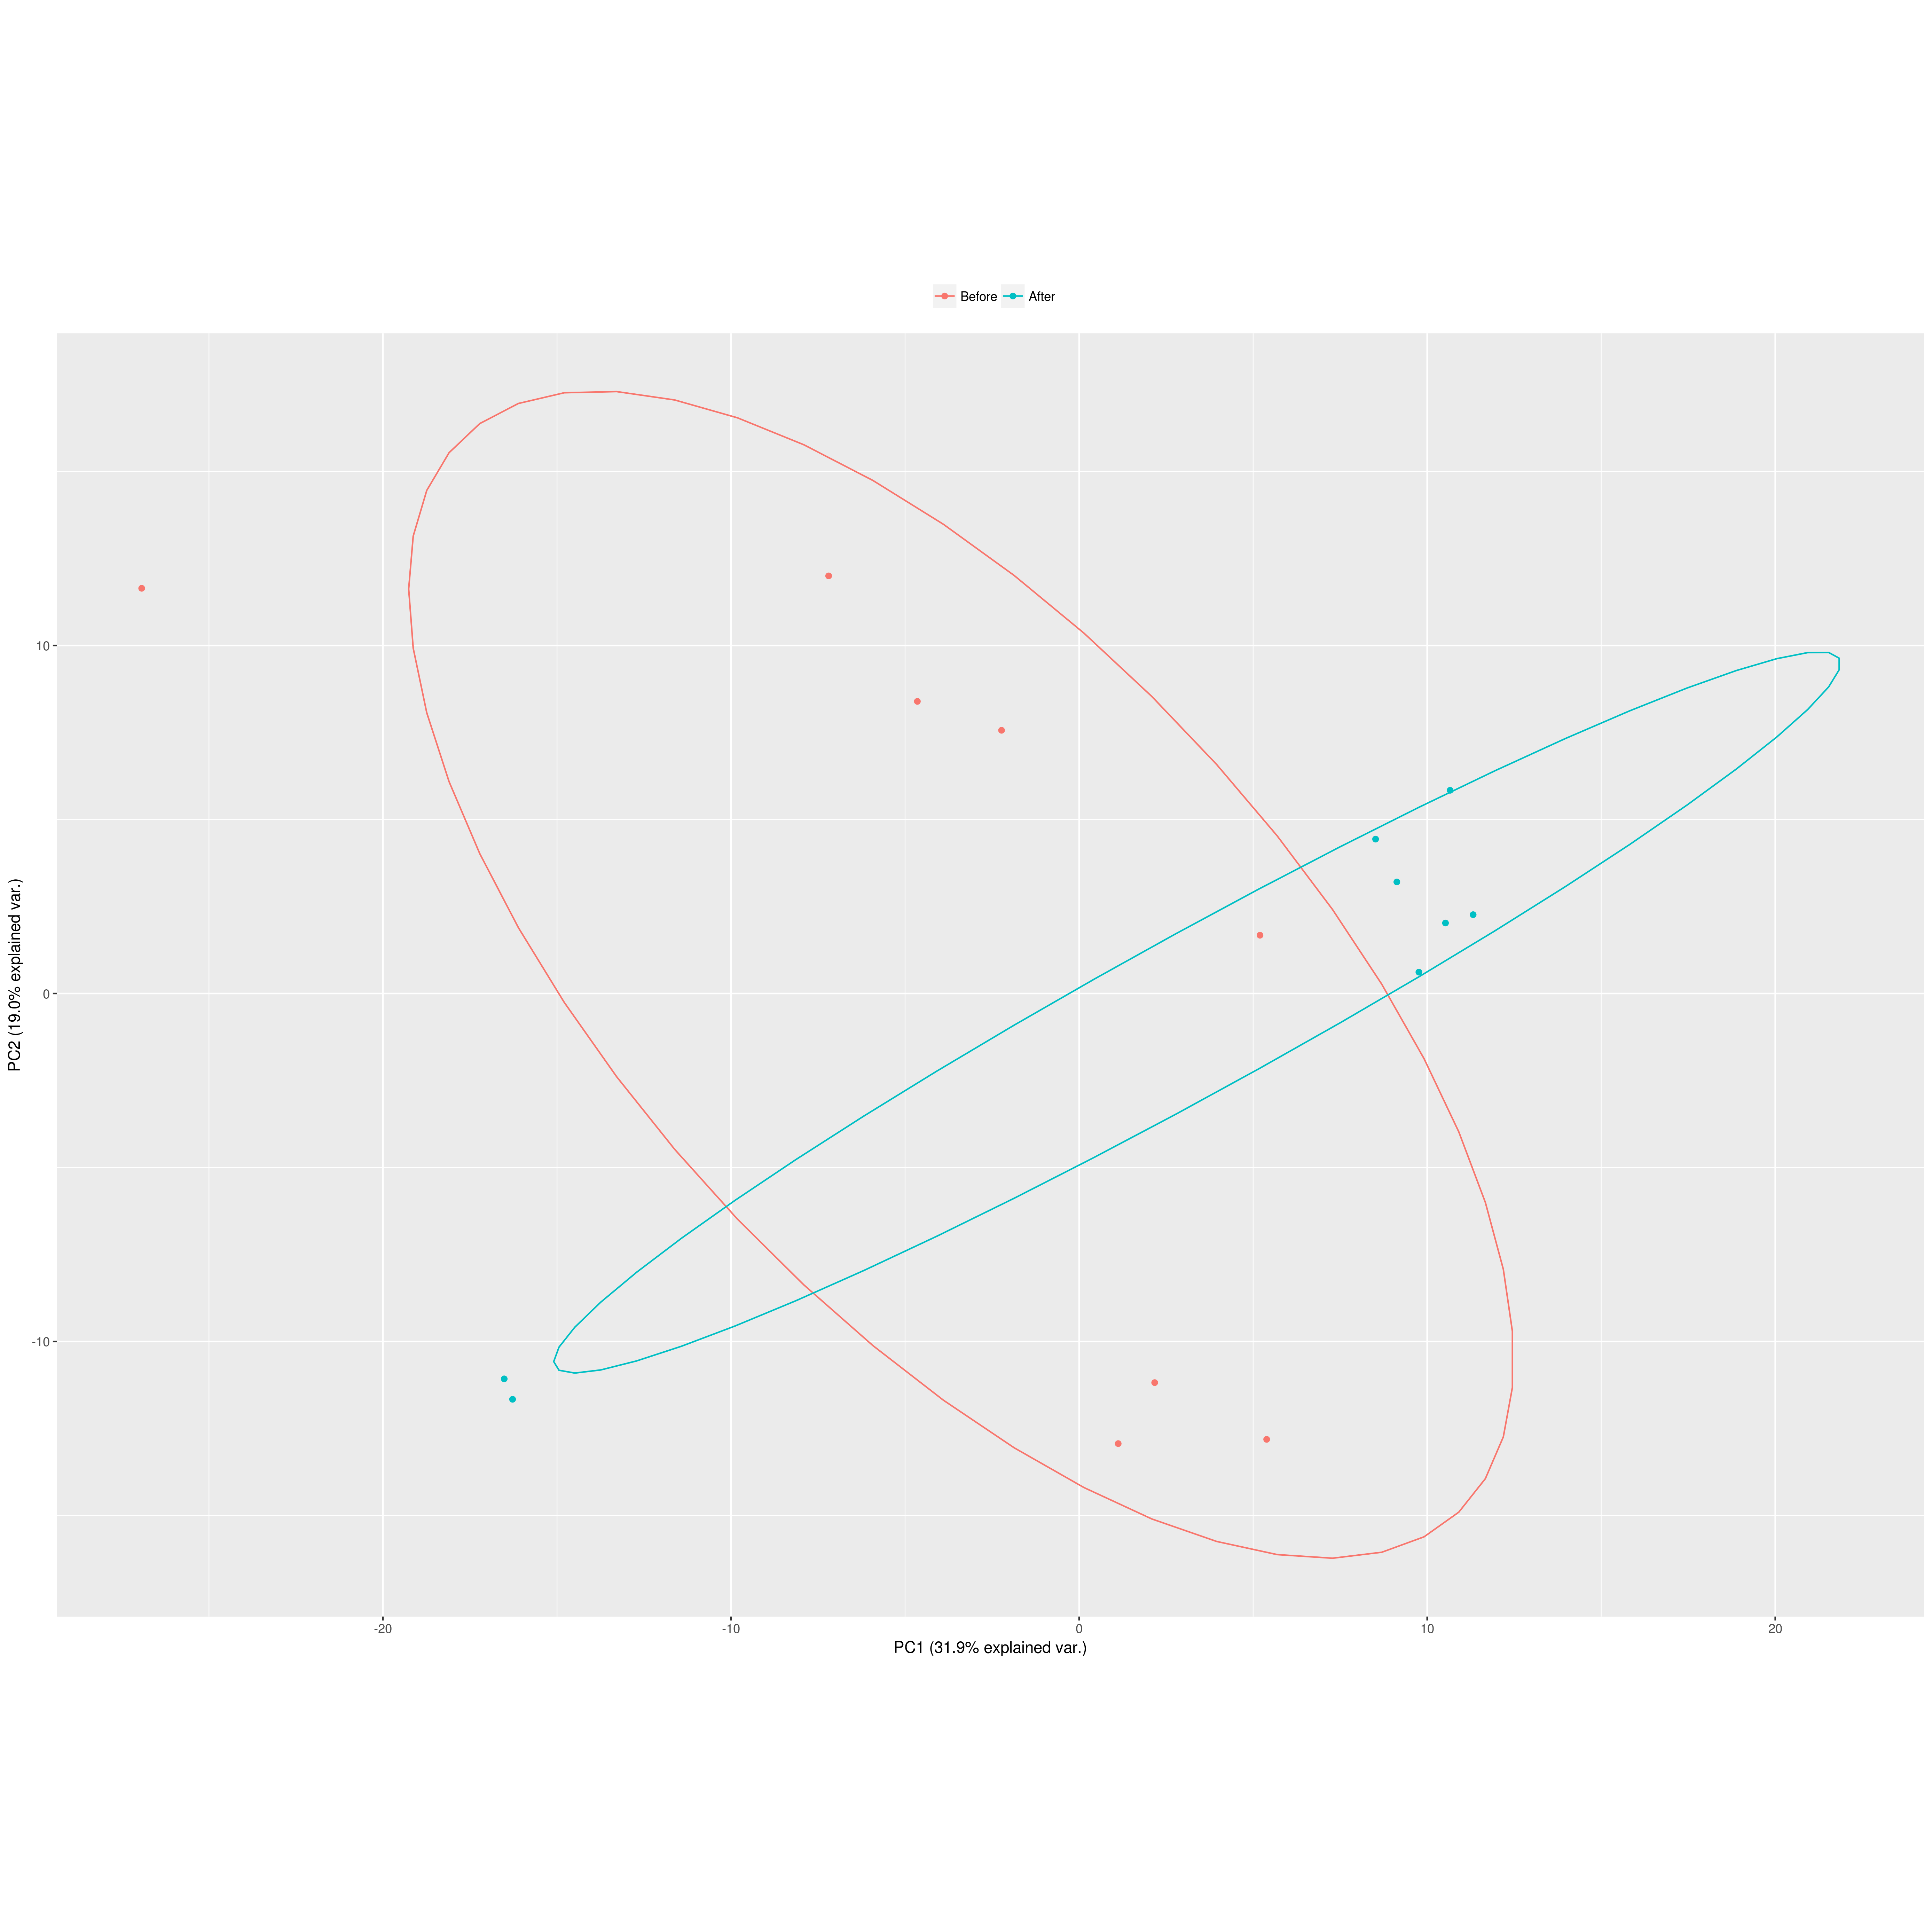 Before After
10
0
-10
-20 -10 0 10 20
PC1 (31.9% explained var.)
PC2 (19.0% explained var.)